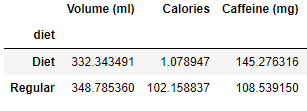 Volume (ml) Calories Caffeine (mg)
diet
Diet 332.343491 1.078947 145.276316
Regular 348.785360 102.158837 108.539150